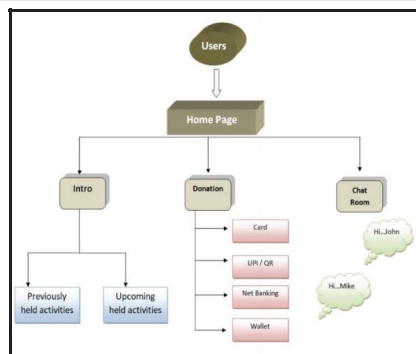 Users
Home Page
Intro
Donation
Chat
Room
Card
UPI / QR
Net Banking
Wallet
Hi...John
Hi...Mike
Previously
held activities
Upcoming
held activities